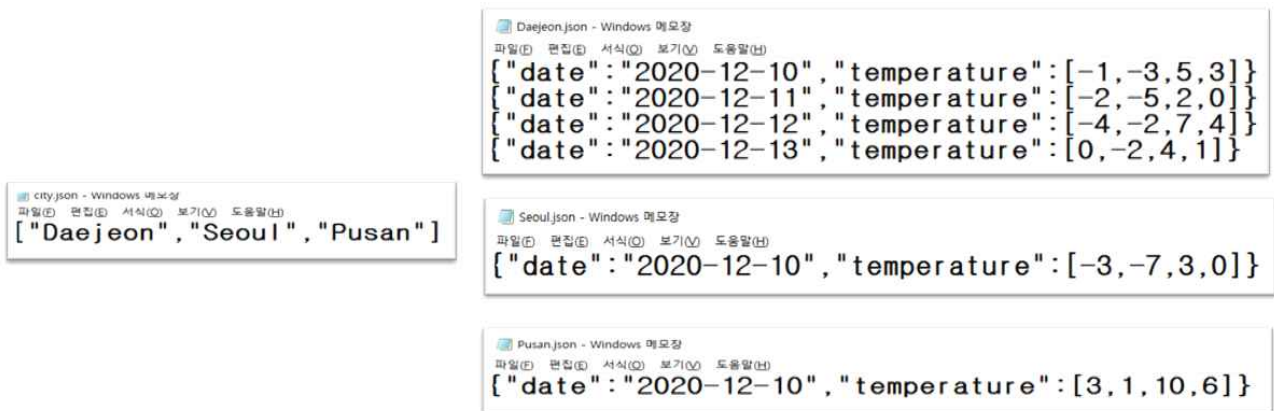 city.json - Windows 메모장
파일(F) 편집(E) 서식(O) 보기(V) 도움말(H)
["Daejeon","Seoul","Pusan"]
Daejeon.json - Windows 메모장
파일(F) 편집(E) 서식(O) 보기(V) 도움말(H)
{"date":"2020-12-10","temperature":[-1,-3,5,3]}
{"date":"2020-12-11","temperature":[-2,-5,2,0]}
{"date":"2020-12-12","temperature":[-4,-2,7,4]}
{"date":"2020-12-13","temperature":[0,-2,4,1]}
Seoul.json - Windows 메모장
파일(F) 편집(E) 서식(O) 보기(V) 도움말(H)
{"date":"2020-12-10","temperature":[-3,-7,3,0]}
Pusan.json - Windows 메모장
파일(F) 편집(E) 서식(O) 보기(V) 도움말(H)
{"date":"2020-12-10","temperature":[3,1,10,6]}